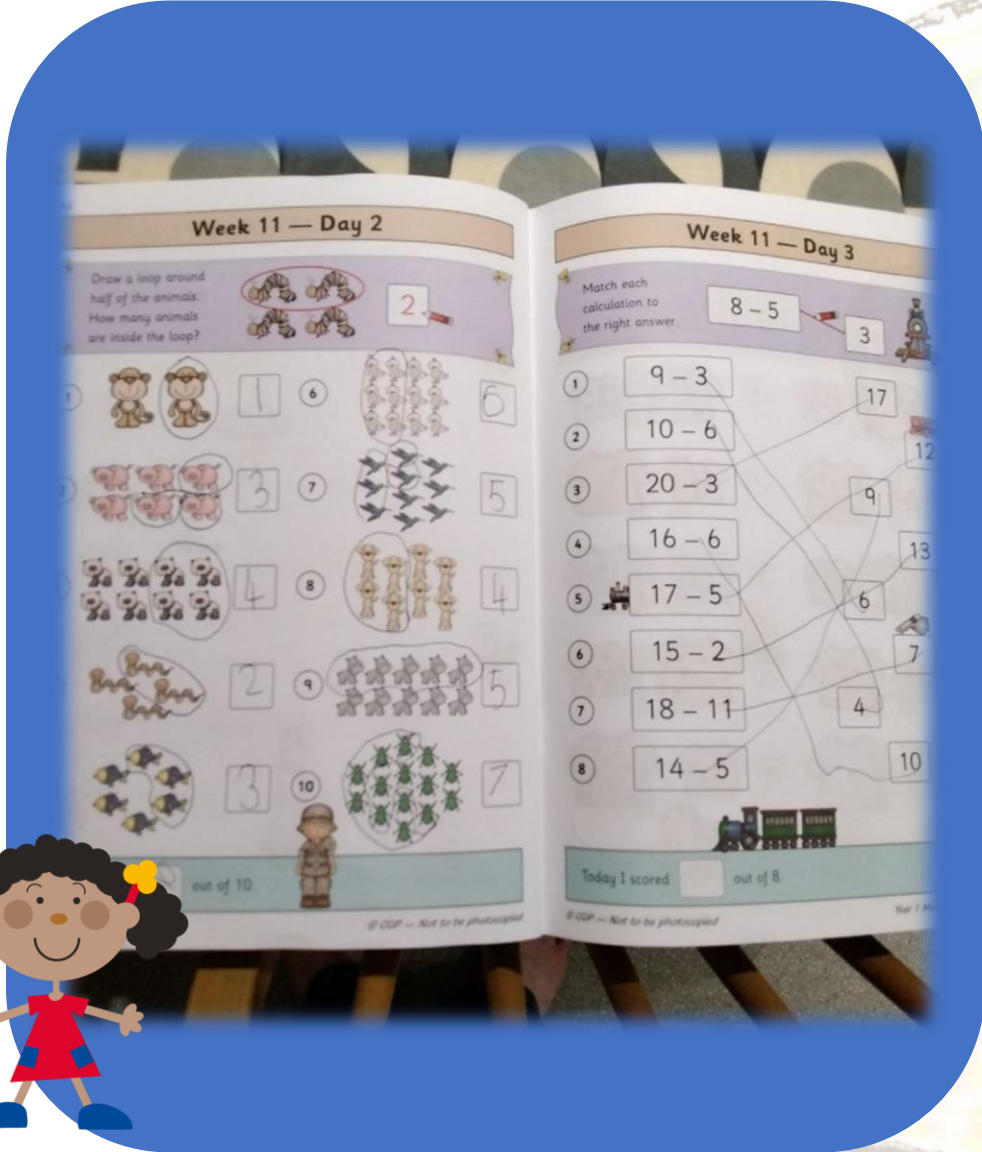 Week 11 — Day 2
Draw a loop around
half of the animals.
How many animals
are inside the loop?
2
1
1
6
6
3
7
5
4
8
4
2
9
5
3
10
7
out of 10
© CGP — Not to be photocopied
Week 11 — Day 3
Match each
calculation to
the right answer.
8 – 5
3
1
9 – 3
17
2
10 – 6
12
3
20 – 3
9
4
16 – 6
13
5
17 – 5
6
6
15 – 2
7
7
18 – 11
4
8
14 – 5
10
Today I scored
out of 8.
© CGP — Not to be photocopied
Year 1